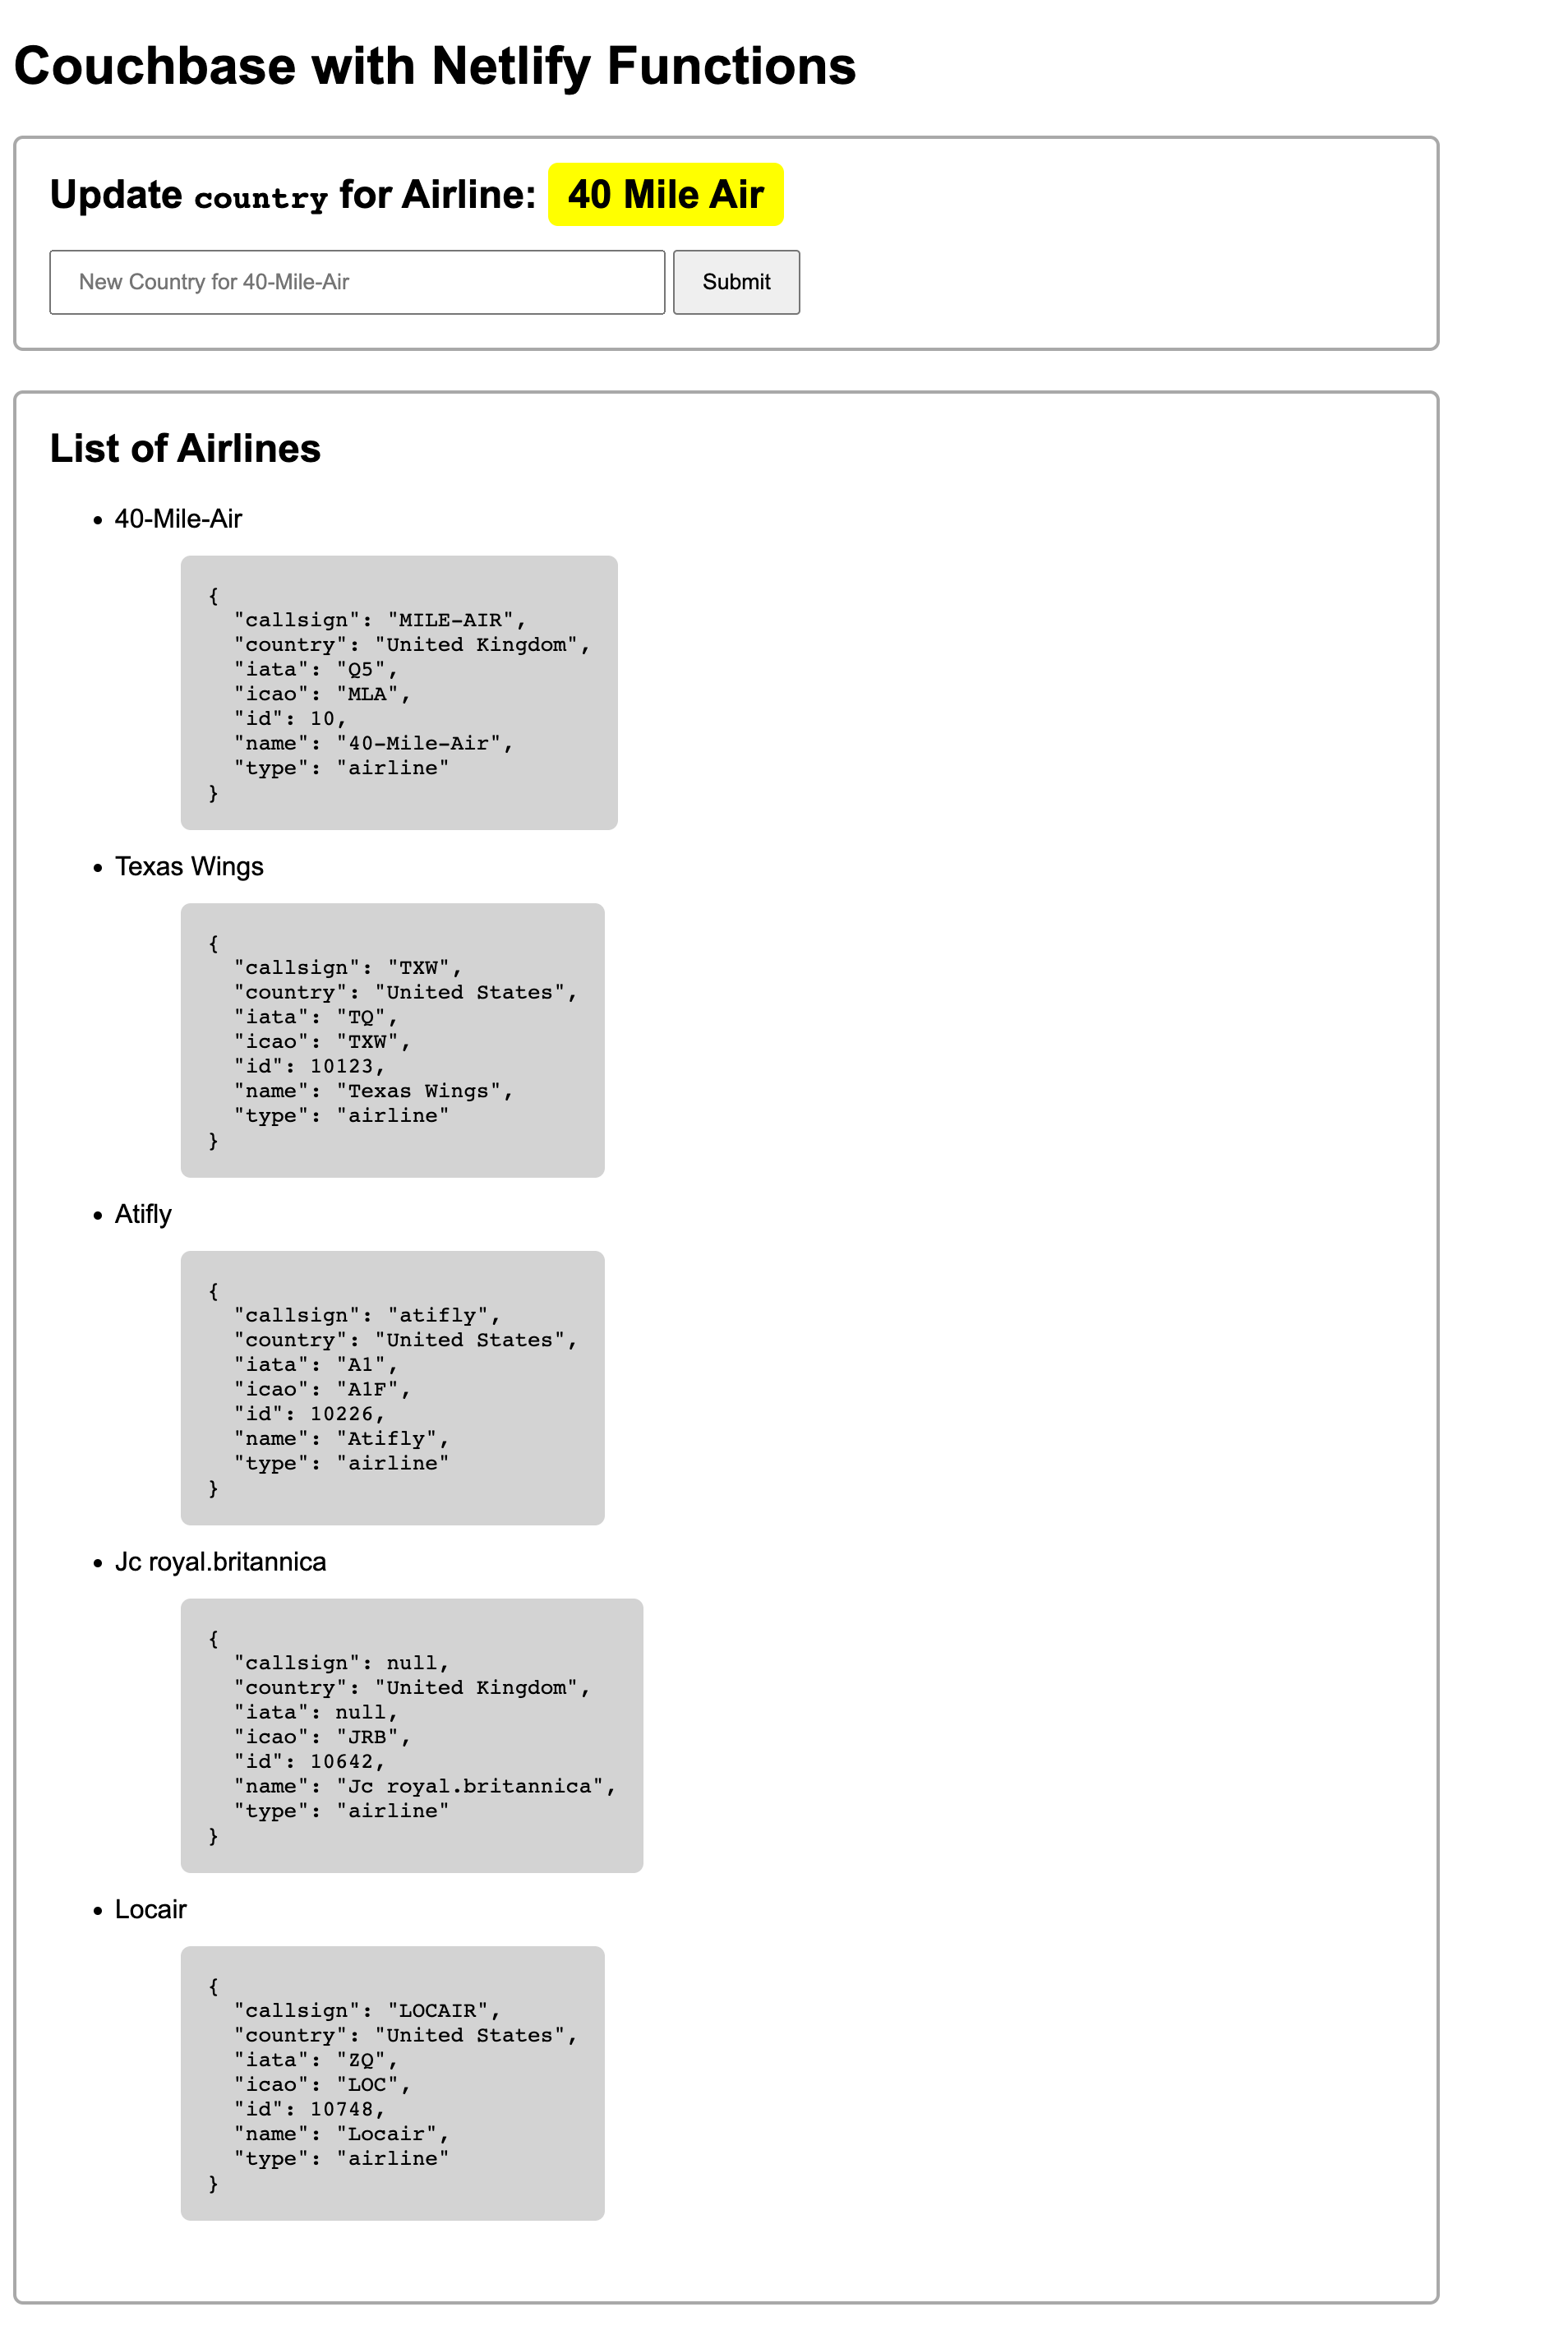 Couchbase with Netlify Functions
Update country for Airline: 40 Mile Air
New Country for 40-Mile-Air Submit
List of Airlines
• 40-Mile-Air
{
"callsign": "MILE-AIR",
"country": "United Kingdom",
"iata": "Q5",
"icao": "MLA",
"id": 10,
"name": "40-Mile-Air",
"type": "airline"
}
• Texas Wings
{
"callsign": "TXW",
"country": "United States",
"iata": "TQ",
"icao": "TXW",
"id": 10123,
"name": "Texas Wings",
"type": "airline"
}
• Atifly
{
"callsign": "atifly",
"country": "United States",
"iata": "A1",
"icao": "A1F",
"id": 10226,
"name": "Atifly",
"type": "airline"
}
• Jc royal.britannica
{
"callsign": null,
"country": "United Kingdom",
"iata": null,
"icao": "JRB",
"id": 10642,
"name": "Jc royal.britannica",
"type": "airline"
}
• Locair
{
"callsign": "LOCAIR",
"country": "United States",
"iata": "ZQ",
"icao": "LOC",
"id": 10748,
"name": "Locair",
"type": "airline"
}